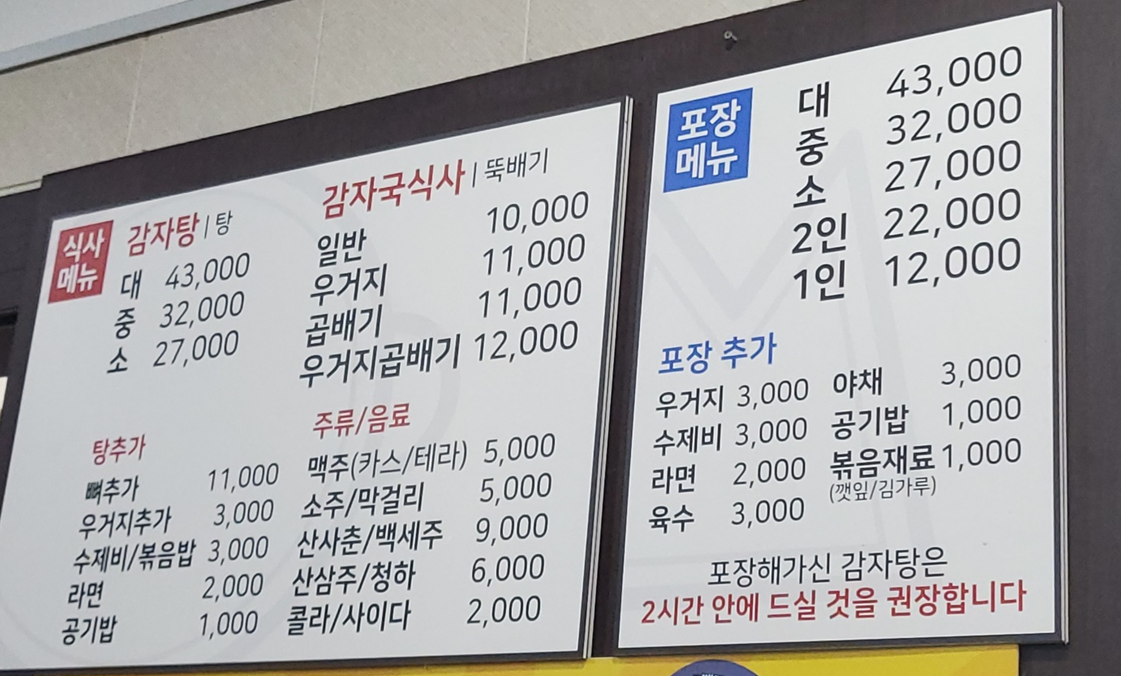 식사
메뉴
감자탕 | 탕
대 43,000
중 32,000
소 27,000
감자국식사 | 뚝배기
일반 10,000
우거지 11,000
곱배기 11,000
우거지곱배기 12,000
탕추가
뼈추가 11,000
우거지추가 3,000
수제비/볶음밥 3,000
라면 2,000
공기밥 1,000
주류/음료
맥주(카스/테라) 5,000
소주/막걸리 5,000
산사춘/백세주 9,000
산삼주/청하 6,000
콜라/사이다 2,000
포장
메뉴
대 43,000
중 32,000
소 27,000
2인 22,000
1인 12,000
포장 추가
우거지 3,000
수제비 3,000
라면 2,000
육수 3,000
야채 3,000
공기밥 1,000
볶음재료 1,000
(깻잎/김가루)
포장해가신 감자탕은
2시간 안에 드실 것을 권장합니다